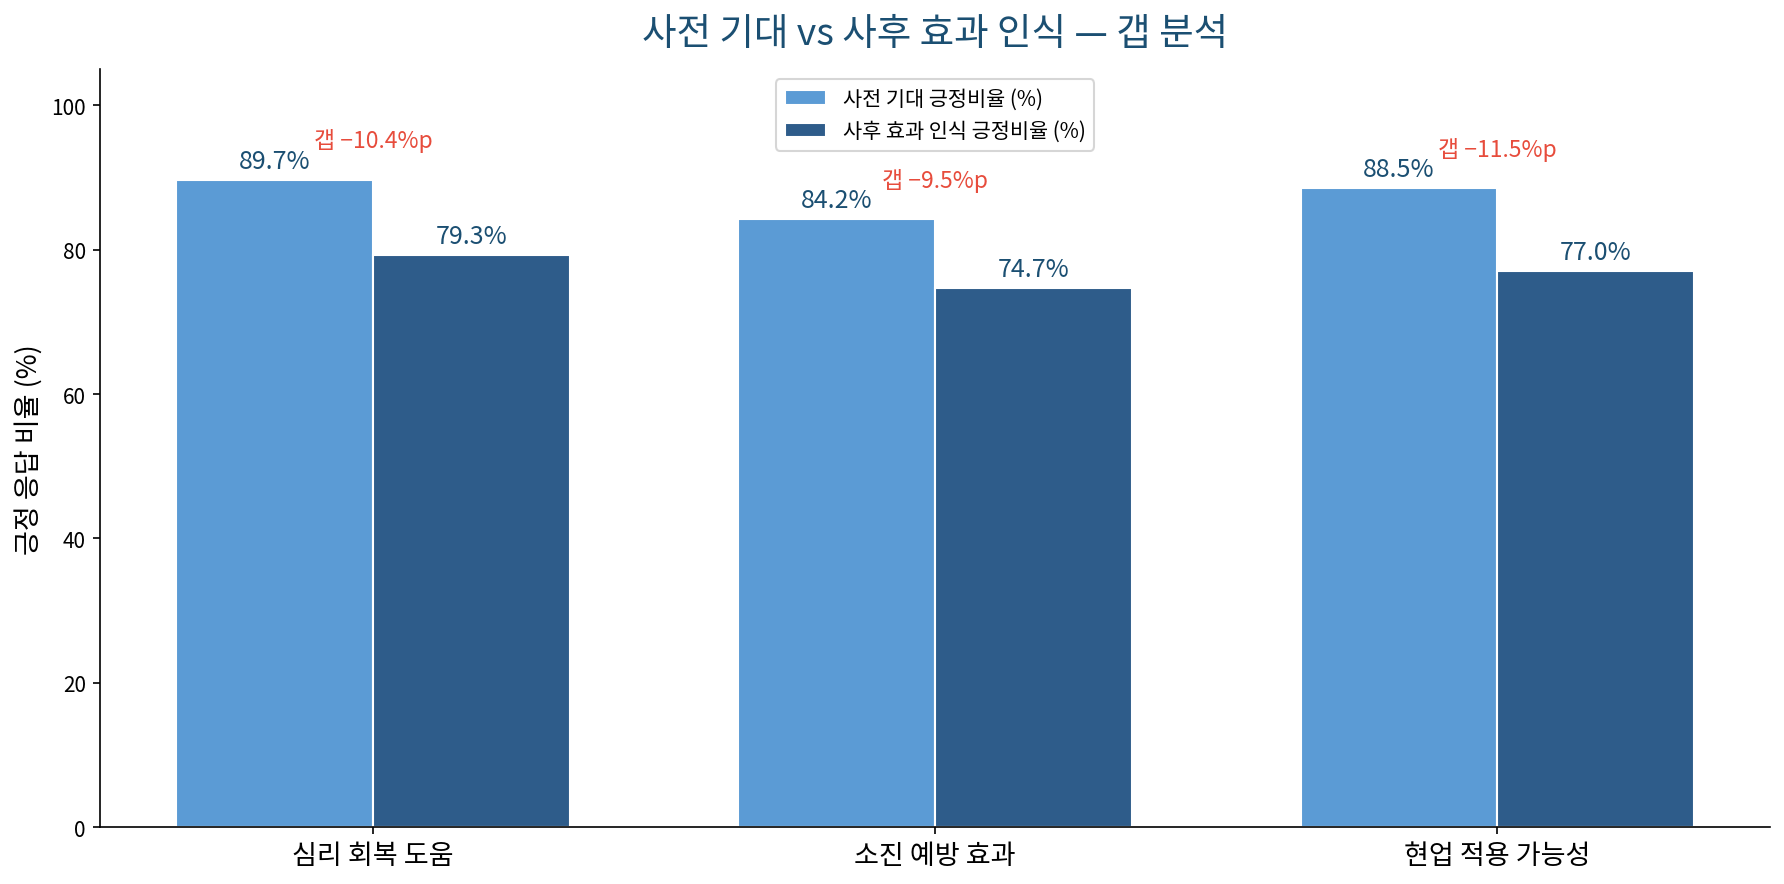 사전 기대 vs 사후 효과 인식 — 갭 분석
사전 기대 긍정비율 (%)
사후 효과 인식 긍정비율 (%)
긍정 응답 비율 (%)
100
80
60
40
20
0
갭 −10.4%p
89.7%
79.3%
갭 −9.5%p
84.2%
74.7%
갭 −11.5%p
88.5%
77.0%
심리 회복 도움
소진 예방 효과
현업 적용 가능성